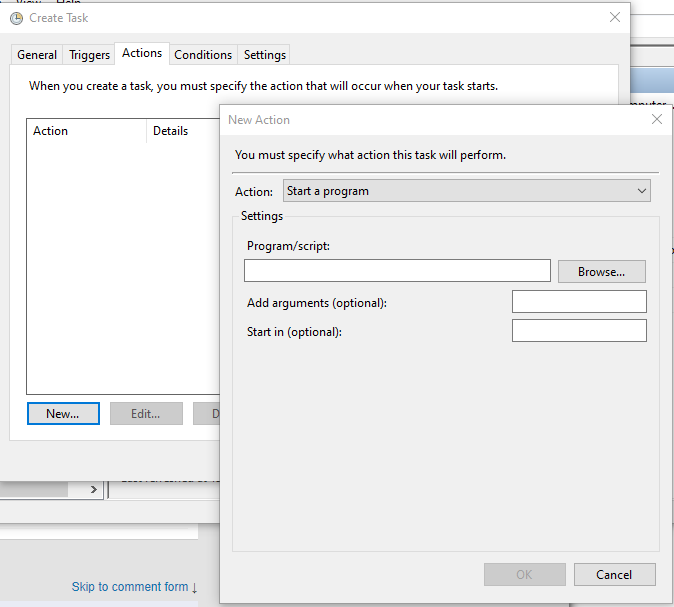 View Help
Create Task
General Triggers Actions Conditions Settings
When you create a task, you must specify the action that will occur when your task starts.
Action Details
New Action
You must specify what action this task will perform.
Action: Start a program
Settings
Program/script:
Browse...
Add arguments (optional):
Start in (optional):
New... Edit... D
OK Cancel
Skip to comment form ↓